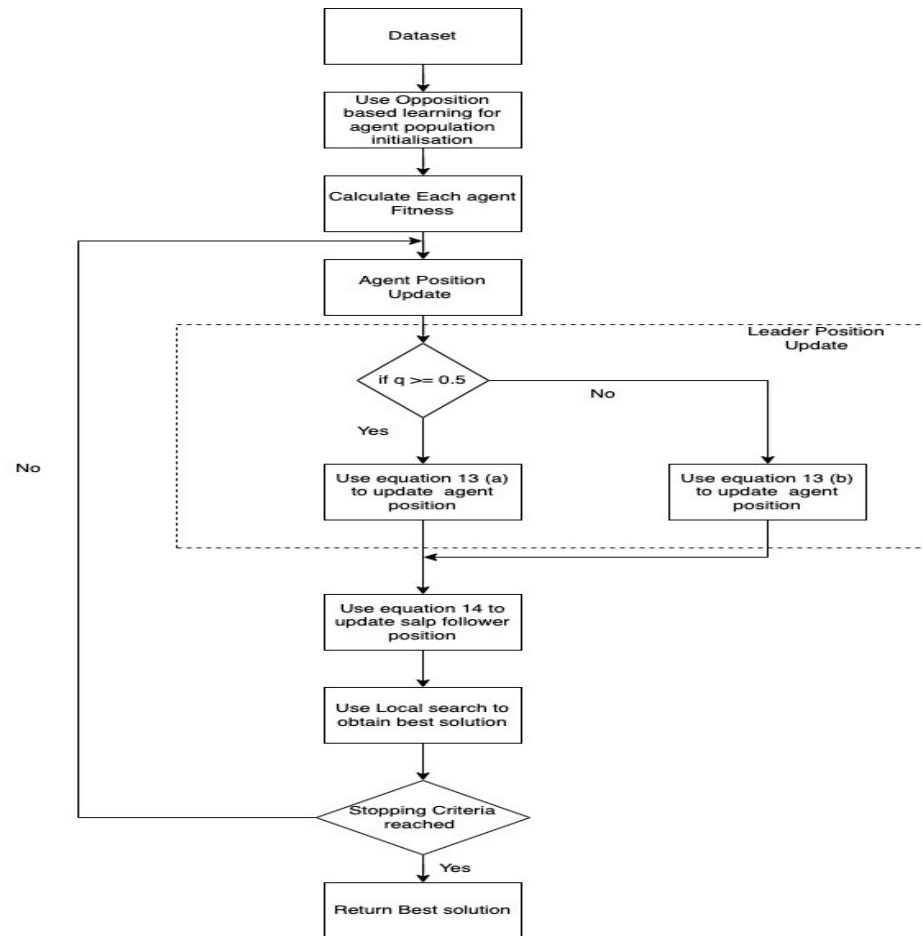 Dataset
Use Opposition
based learning for
agent population
initialisation
Calculate Each agent
Fitness
Agent Position
Update
Leader Position
Update
if q >= 0.5
No
Yes
Use equation 13 (a)
to update agent
position
Use equation 13 (b)
to update agent
position
No
Use equation 14 to
update salp follower
position
Use Local search to
obtain best solution
Stopping Criteria
reached
Yes
Return Best solution